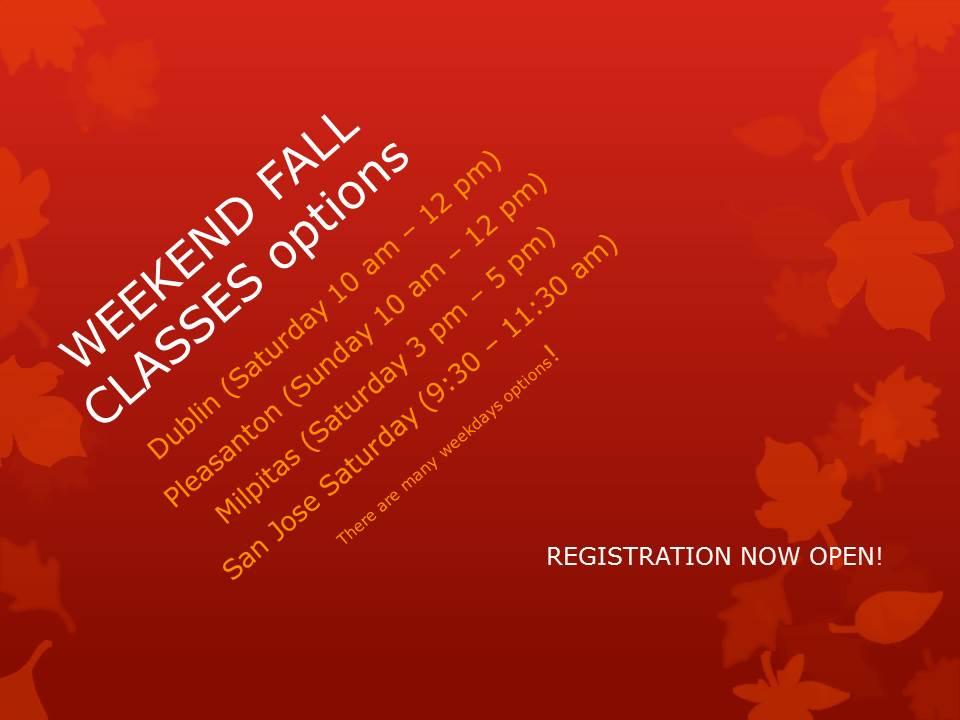 WEEKEND FALL
CLASSES options
Dublin (Saturday 10 am – 12 pm)
Pleasanton (Sunday 10 am – 12 pm)
Milpitas (Saturday 3 pm – 5 pm)
San Jose Saturday (9:30 – 11:30 am)
There are many weekdays options!
REGISTRATION NOW OPEN!